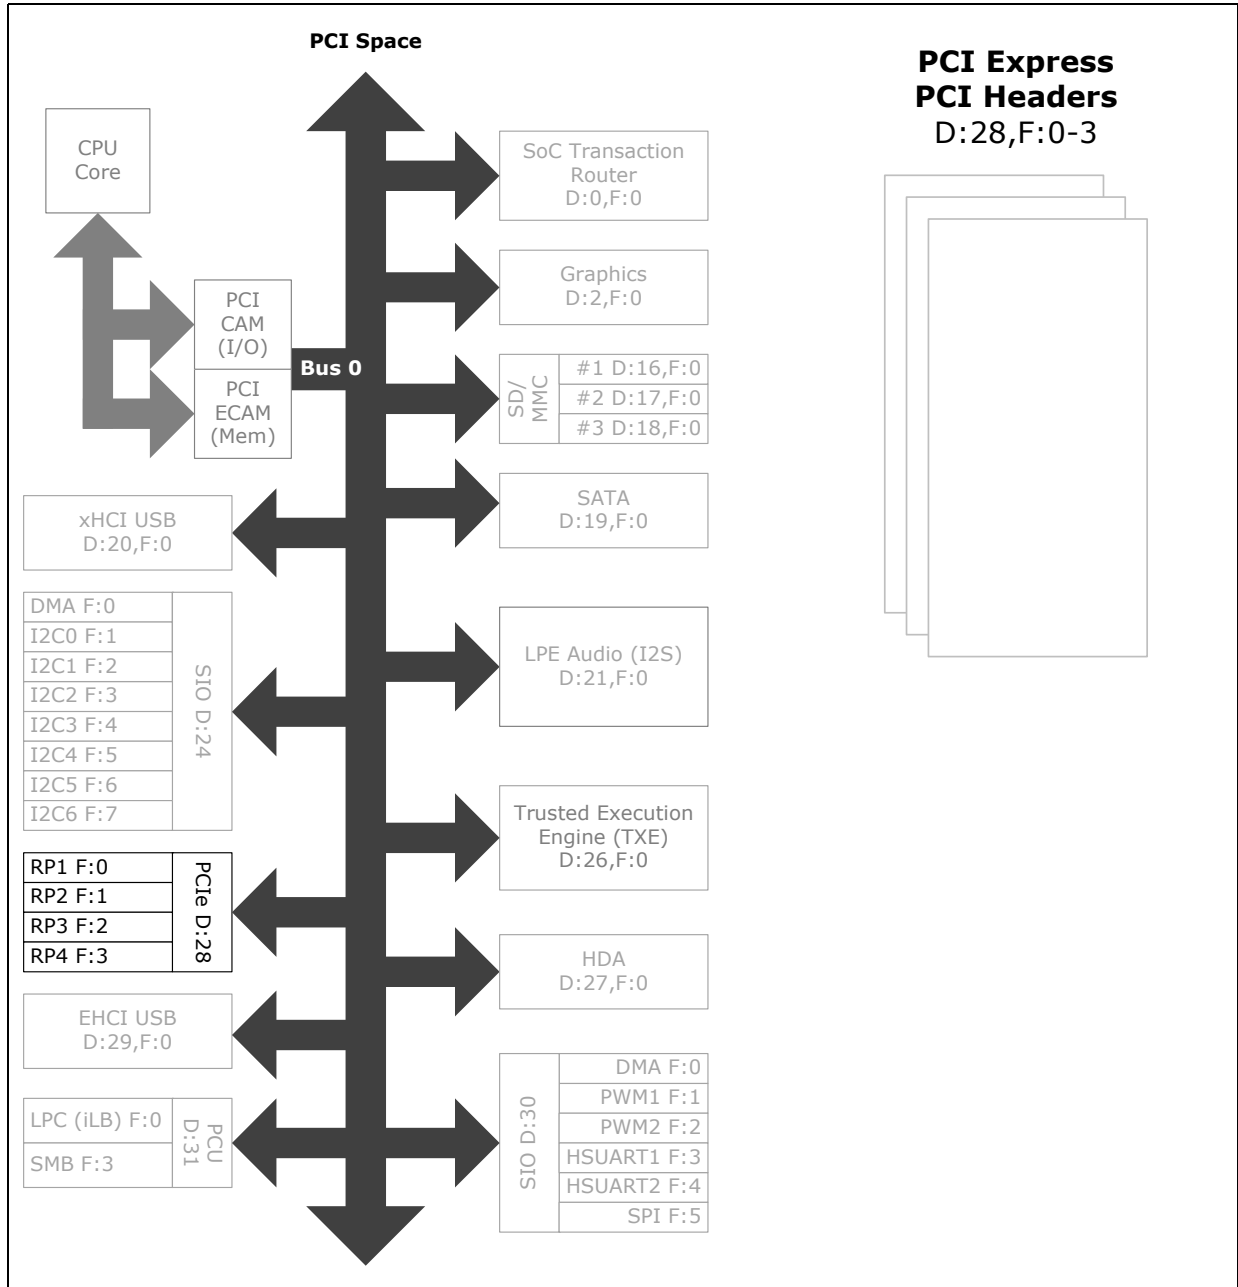 PCI Space
PCI Express
PCI Headers
D:28,F:0-3
CPU
Core
SoC Transaction
Router
D:0,F:0
Graphics
D:2,F:0
PCI
CAM
(I/O)
Bus 0
PCI
ECAM
(Mem)
SD/
MMC
#1 D:16,F:0
#2 D:17,F:0
#3 D:18,F:0
xHCI USB
D:20,F:0
SATA
D:19,F:0
DMA F:0
I2C0 F:1
I2C1 F:2
I2C2 F:3
I2C3 F:4
I2C4 F:5
I2C5 F:6
I2C6 F:7
SIO D:24
LPE Audio (I2S)
D:21,F:0
Trusted Execution
Engine (TXE)
D:26,F:0
RP1 F:0
RP2 F:1
RP3 F:2
RP4 F:3
PCIe D:28
HDA
D:27,F:0
EHCI USB
D:29,F:0
LPC (iLB) F:0
SMB F:3
PCU
D:31
SIO D:30
DMA F:0
PWM1 F:1
PWM2 F:2
HSUART1 F:3
HSUART2 F:4
SPI F:5